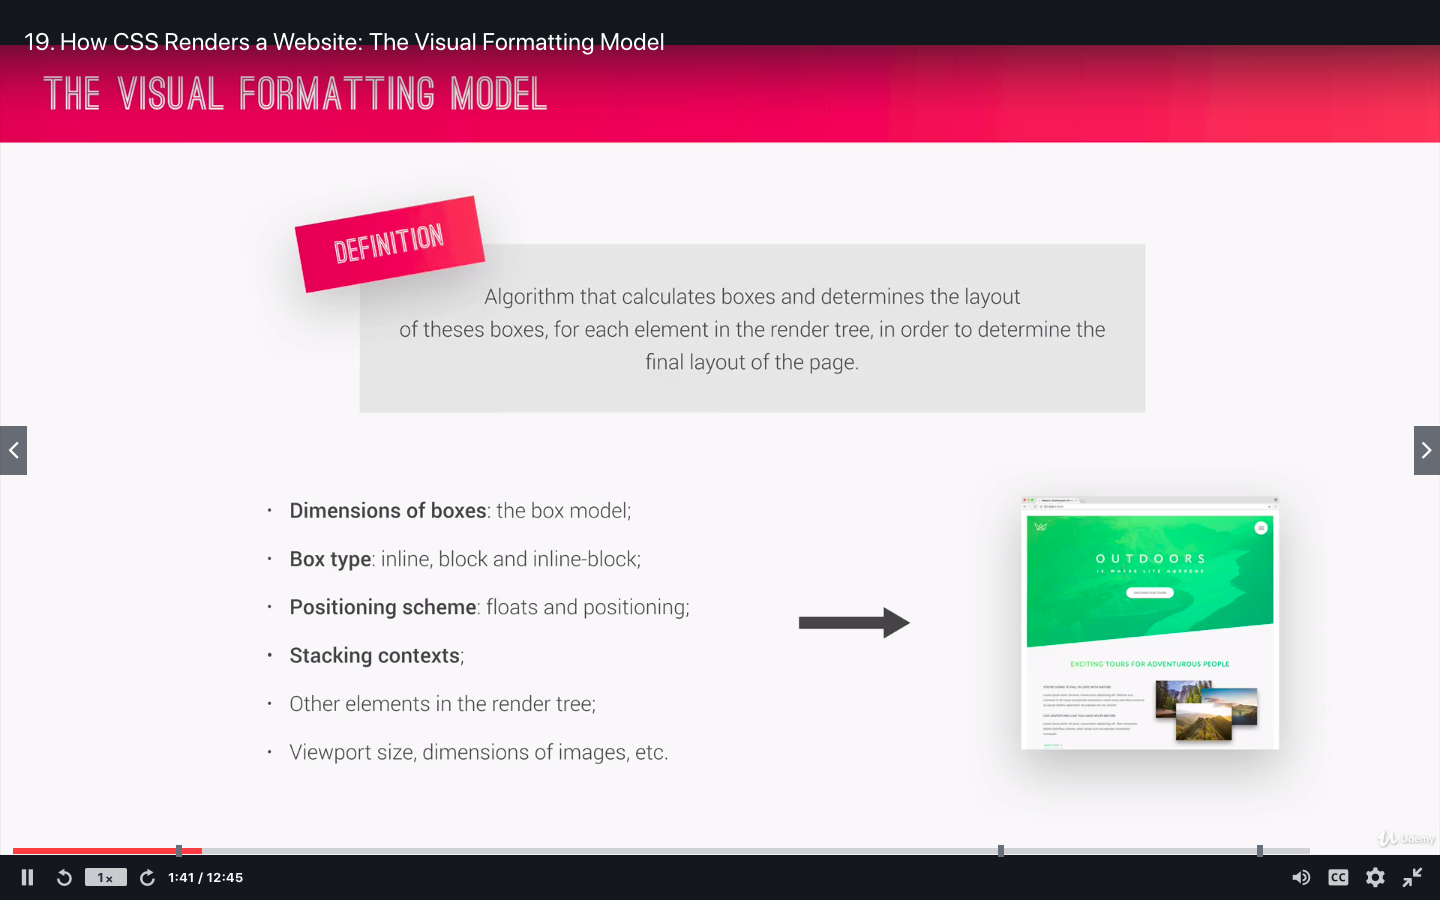 19. How CSS Renders a Website: The Visual Formatting Model
THE VISUAL FORMATTING MODEL
DEFINITION
Algorithm that calculates boxes and determines the layout
of theses boxes, for each element in the render tree, in order to determine the
final layout of the page.
• Dimensions of boxes: the box model;
• Box type: inline, block and inline-block;
• Positioning scheme: floats and positioning;
• Stacking contexts;
• Other elements in the render tree;
• Viewport size, dimensions of images, etc.
OUTDOORS
IS WHERE LIFE HAPPENS
EXCITING TOURS FOR ADVENTUROUS PEOPLE
Udemy
1x
1:41 / 12:45
CC